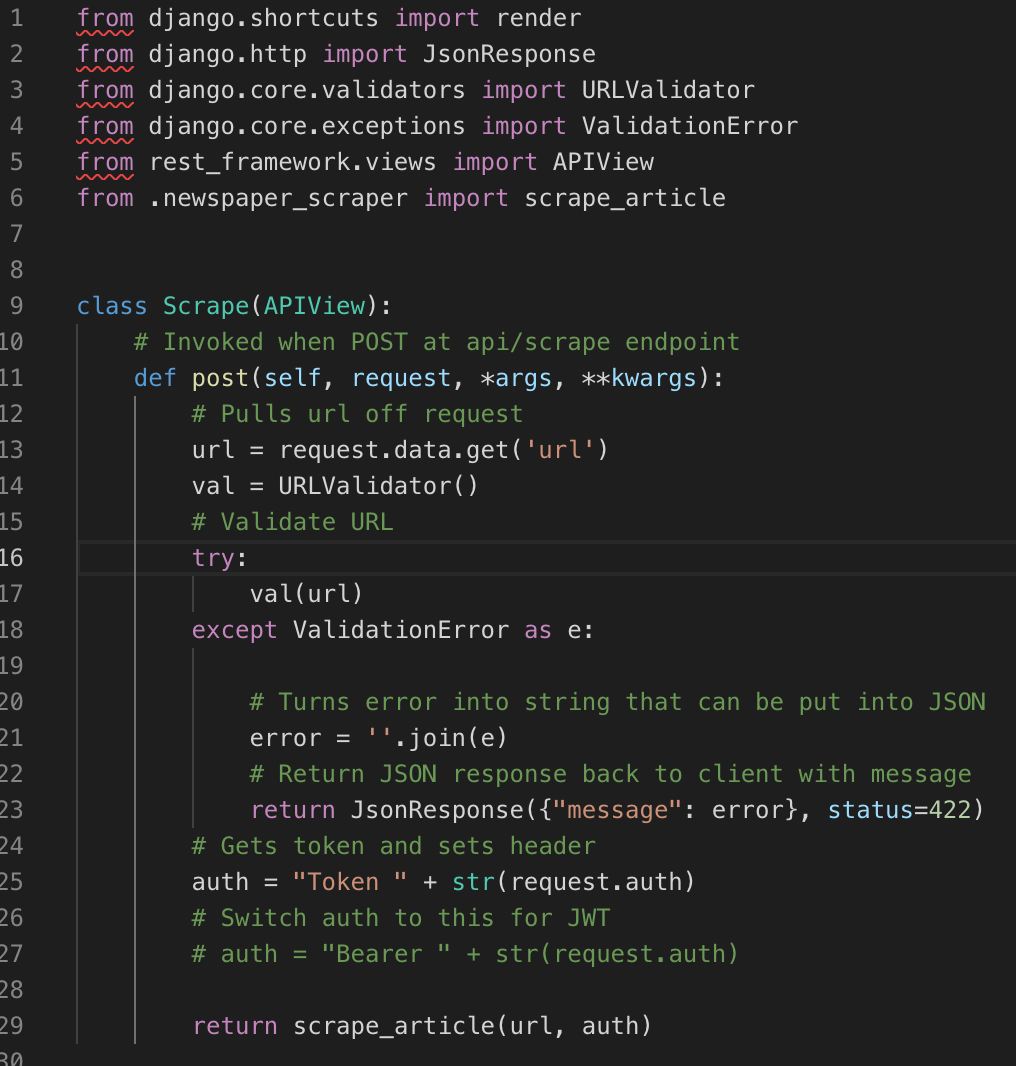 1 from django.shortcuts import render
2 from django.http import JsonResponse
3 from django.core.validators import URLValidator
4 from django.core.exceptions import ValidationError
5 from rest_framework.views import APIView
6 from .newspaper_scraper import scrape_article
7
8
9 class Scrape(APIView):
10     # Invoked when POST at api/scrape endpoint
11     def post(self, request, *args, **kwargs):
12         # Pulls url off request
13         url = request.data.get('url')
14         val = URLValidator()
15         # Validate URL
16         try:
17             val(url)
18         except ValidationError as e:
19
20             # Turns error into string that can be put into JSON
21             error = ''.join(e)
22             # Return JSON response back to client with message
23             return JsonResponse({"message": error}, status=422)
24         # Gets token and sets header
25         auth = "Token " + str(request.auth)
26         # Switch auth to this for JWT
27         # auth = "Bearer " + str(request.auth)
28
29         return scrape_article(url, auth)
30